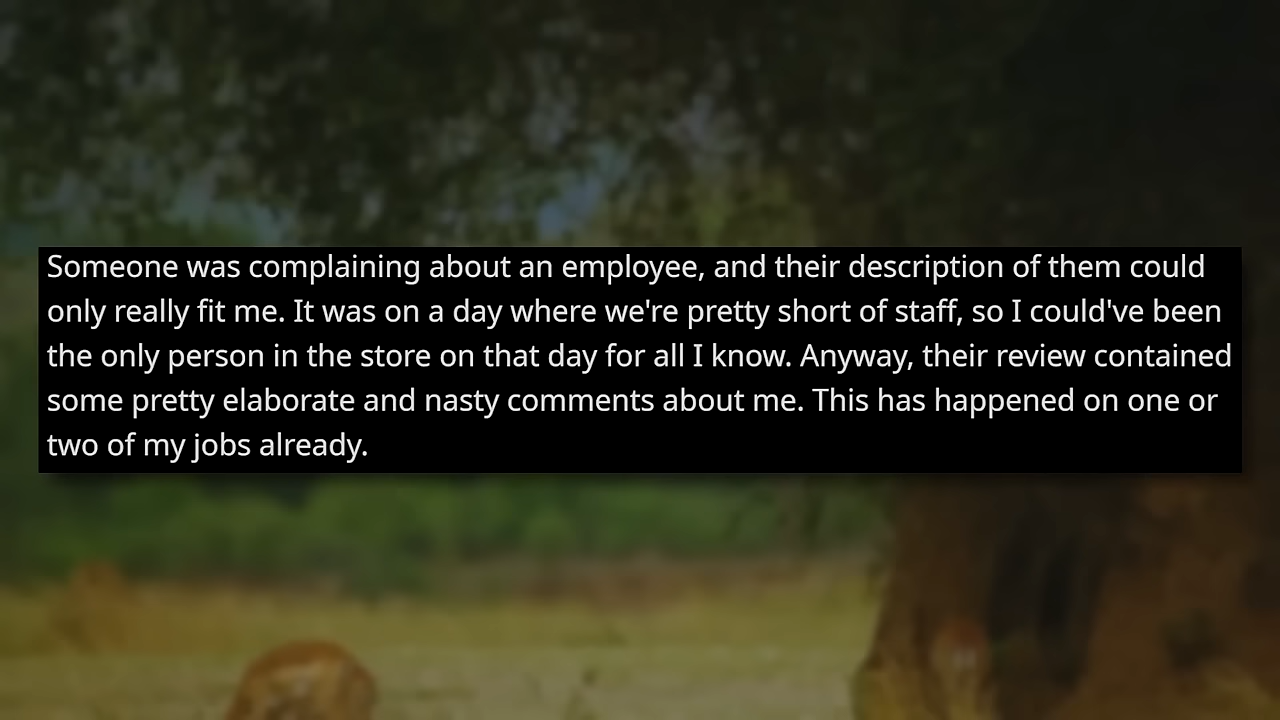 Someone was complaining about an employee, and their description of them could
only really fit me. It was on a day where we're pretty short of staff, so I could've been
the only person in the store on that day for all I know. Anyway, their review contained
some pretty elaborate and nasty comments about me. This has happened on one or
two of my jobs already.